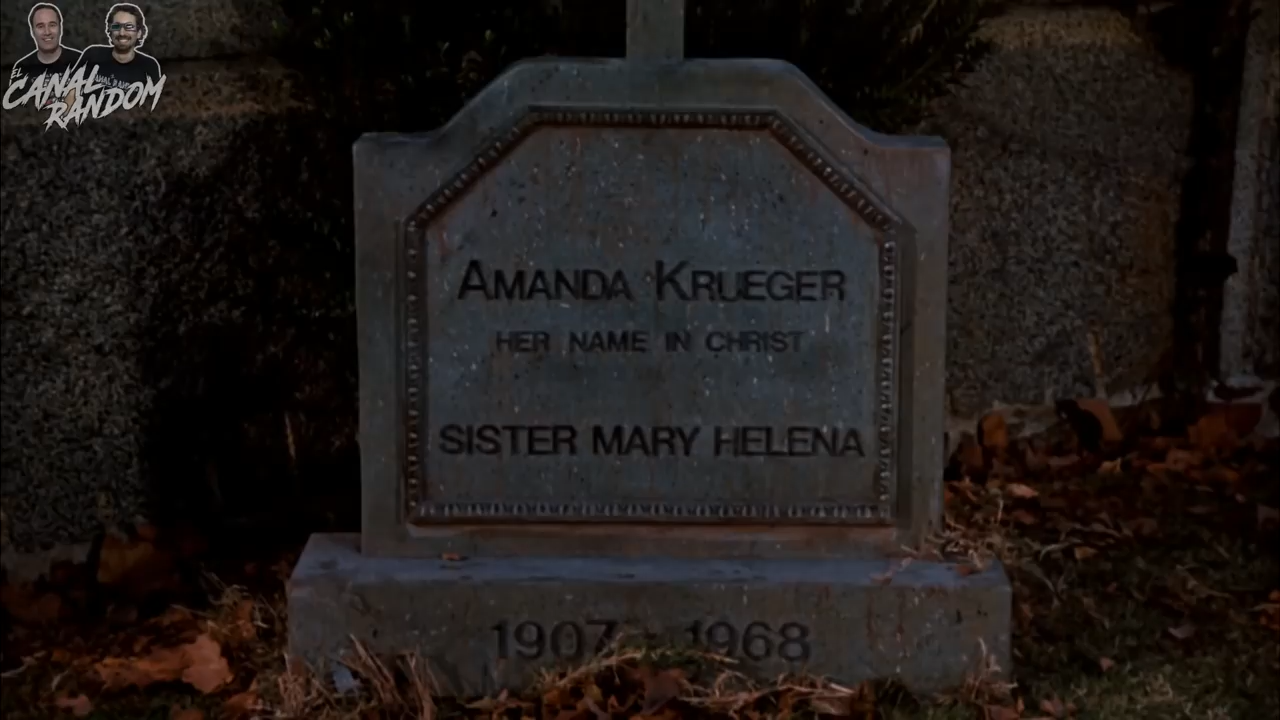 EL
CANAL
RANDOM
AMANDA KRUEGER
HER NAME IN CHRIST
SISTER MARY HELENA
1907 - 1968